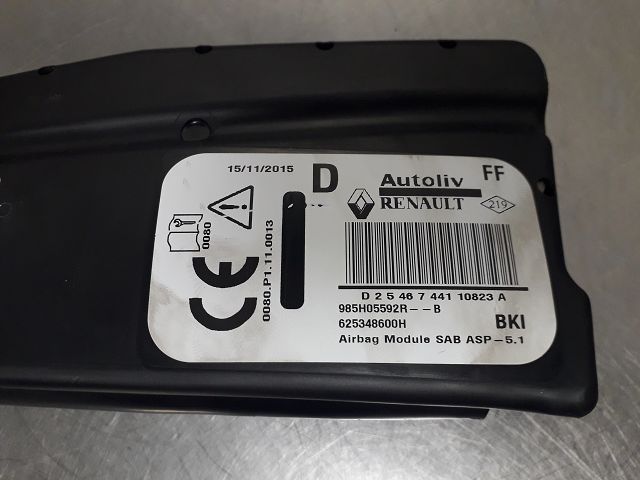 15/11/2015
D
Autoliv
FF
RENAULT
219
0080
0080.P1.11.0013
CE
D 2 5 46 7 441 10823 A
985H05592R--B
625348600H
BKI
Airbag Module SAB ASP-5.1